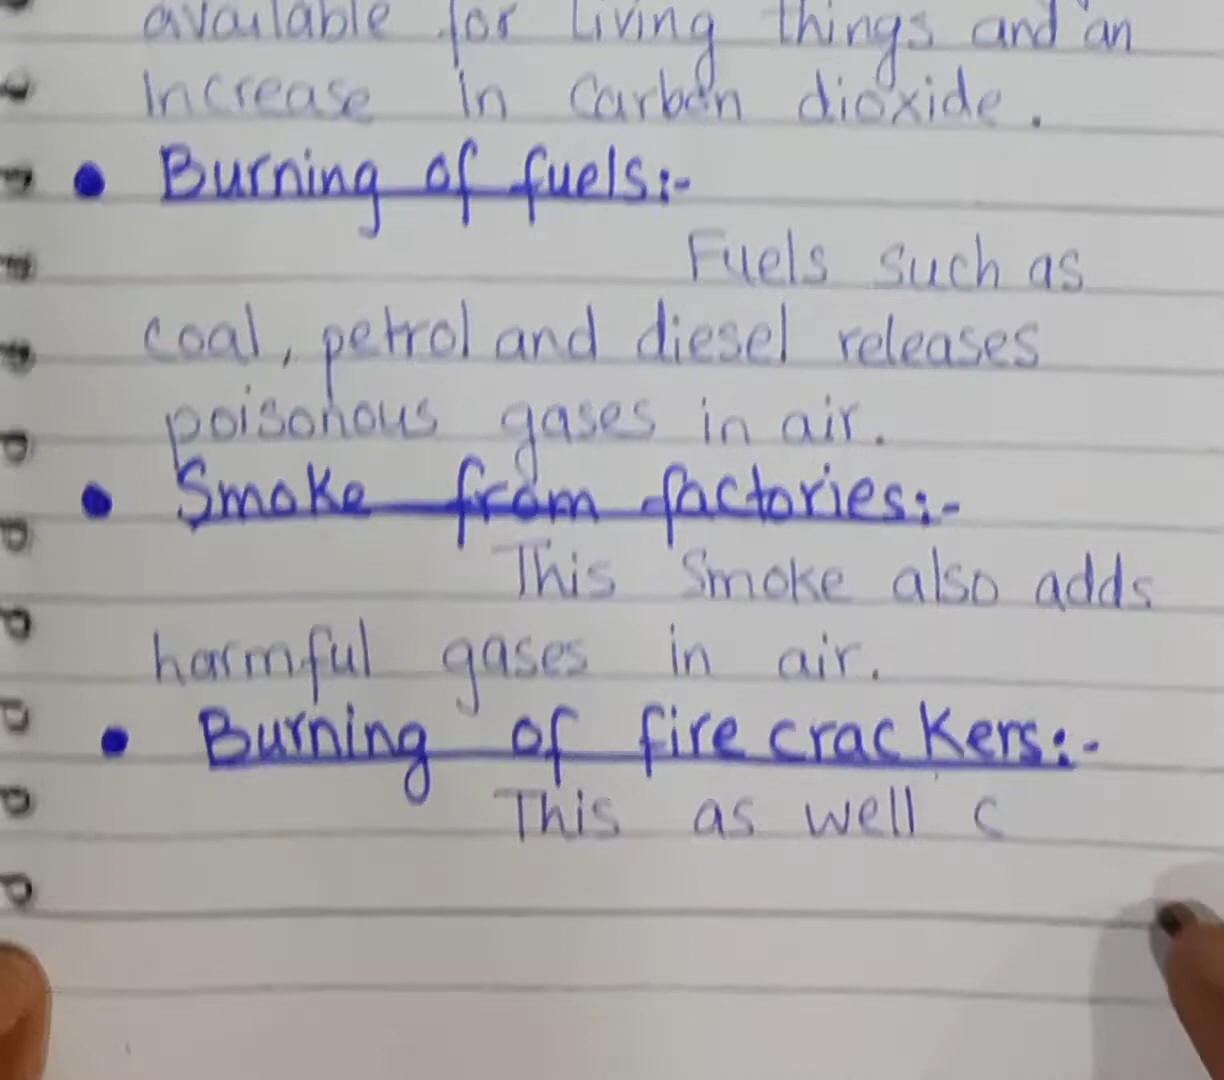 available for living things and an
increase in carbon dioxide.
• Burning of fuels:-
Fuels such as
coal, petrol and diesel releases
poisonous gases in air.
• Smoke from factories:-
This smoke also adds
harmful gases in air.
• Burning of fire crackers:-
This as well c